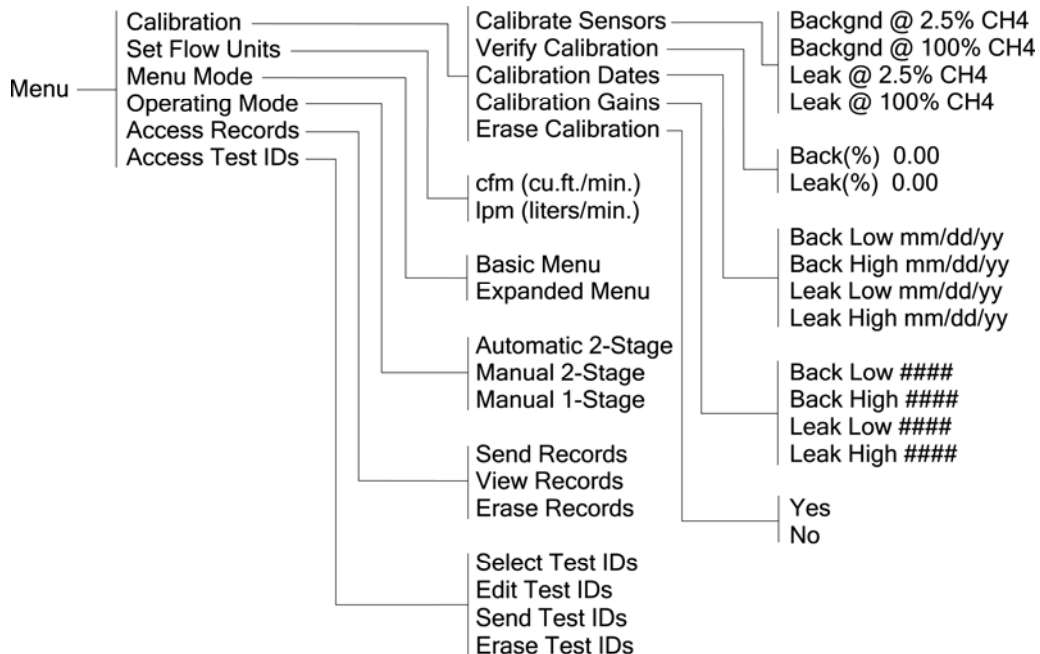 Menu
Calibration
Set Flow Units
Menu Mode
Operating Mode
Access Records
Access Test IDs
Calibrate Sensors
Verify Calibration
Calibration Dates
Calibration Gains
Erase Calibration
cfm (cu.ft./min.)
lpm (liters/min.)
Basic Menu
Expanded Menu
Automatic 2-Stage
Manual 2-Stage
Manual 1-Stage
Send Records
View Records
Erase Records
Select Test IDs
Edit Test IDs
Send Test IDs
Erase Test IDs
Backgnd @ 2.5% CH4
Backgnd @ 100% CH4
Leak @ 2.5% CH4
Leak @ 100% CH4
Back(%) 0.00
Leak(%) 0.00
Back Low mm/dd/yy
Back High mm/dd/yy
Leak Low mm/dd/yy
Leak High mm/dd/yy
Back Low ####
Back High ####
Leak Low ####
Leak High ####
Yes
No